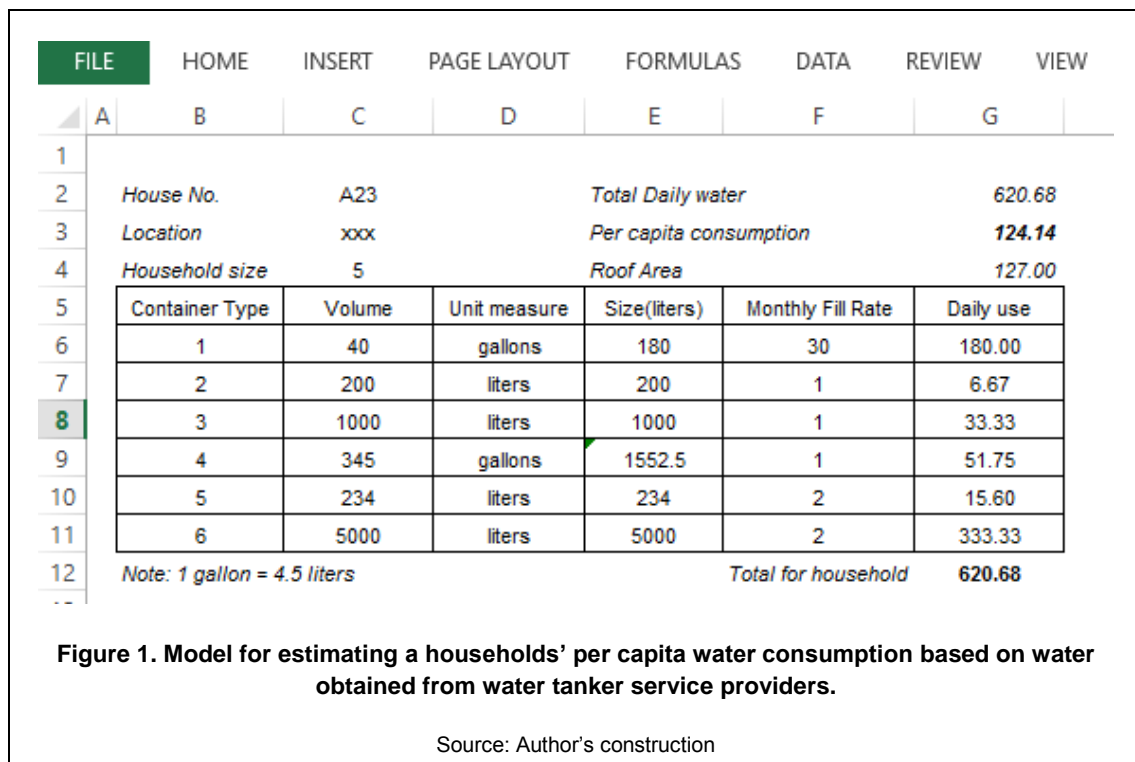 FILE HOME INSERT PAGE LAYOUT FORMULAS DATA REVIEW VIEW
A B C D E F G
1
2 House No. A23 Total Daily water 620.68
3 Location xxx Per capita consumption 124.14
4 Household size 5 Roof Area 127.00
5 Container Type Volume Unit measure Size(liters) Monthly Fill Rate Daily use
6 1 40 gallons 180 30 180.00
7 2 200 liters 200 1 6.67
8 3 1000 liters 1000 1 33.33
9 4 345 gallons 1552.5 1 51.75
10 5 234 liters 234 2 15.60
11 6 5000 liters 5000 2 333.33
12 Note: 1 gallon = 4.5 liters Total for household 620.68
Figure 1. Model for estimating a households’ per capita water consumption based on water
obtained from water tanker service providers.
Source: Author’s construction